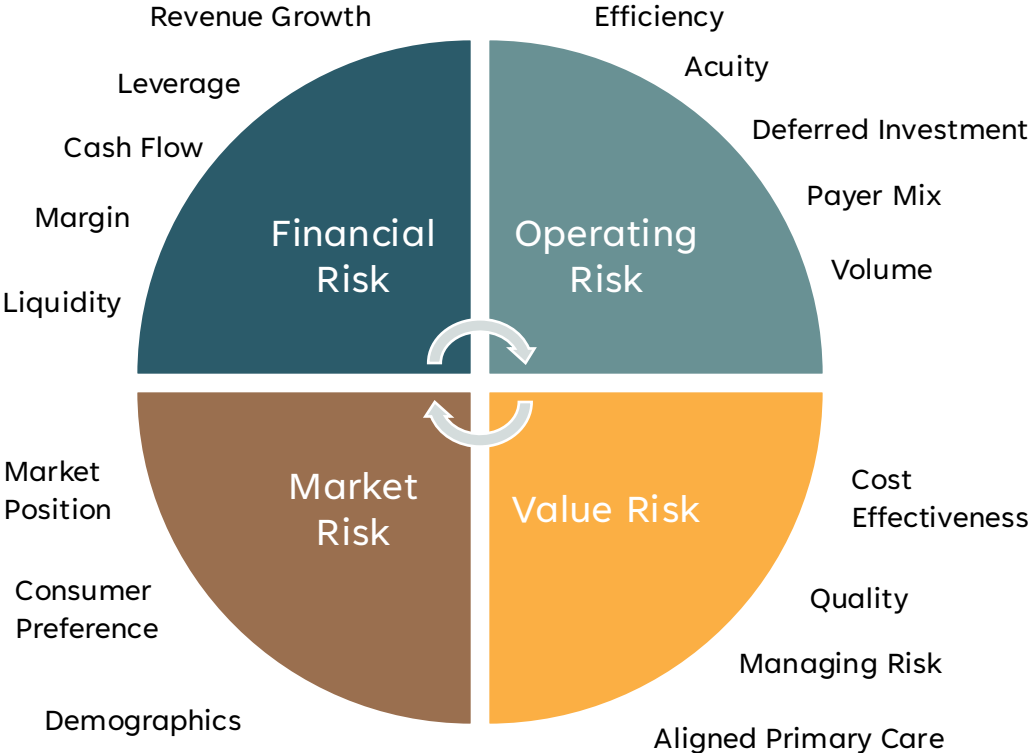 Revenue Growth
Leverage
Cash Flow
Margin
Liquidity
Financial
Risk
Efficiency
Acuity
Deferred Investment
Payer Mix
Volume
Operating
Risk
Market
Position
Consumer
Preference
Demographics
Market
Risk
Value Risk
Cost
Effectiveness
Quality
Managing Risk
Aligned Primary Care